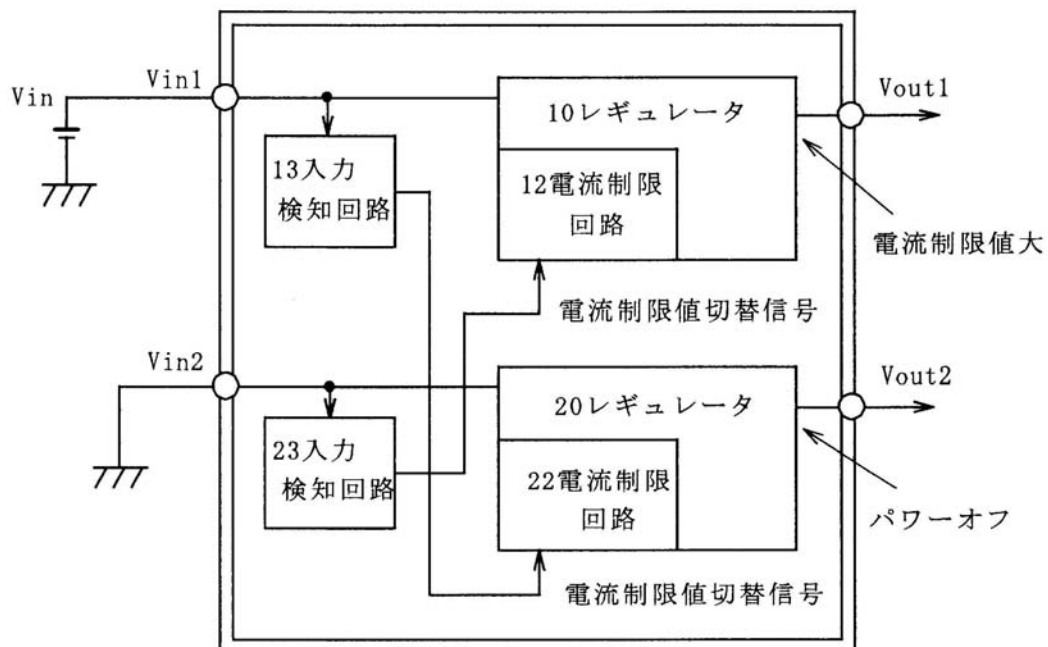 Vin
Vin1
10レギュレータ
Vout1
13入力
検知回路
12電流制限
回路
電流制限値大
電流制限値切替信号
Vin2
20レギュレータ
Vout2
23入力
検知回路
22電流制限
回路
パワーオフ
電流制限値切替信号